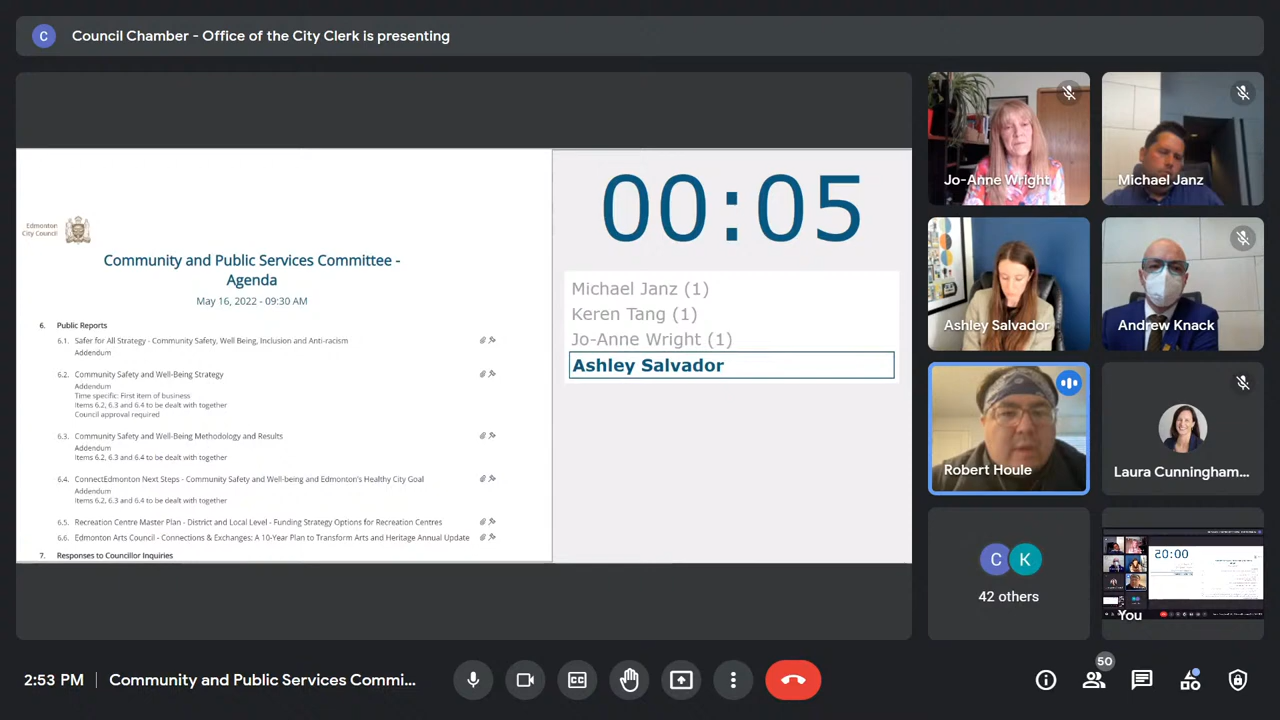 C
Council Chamber - Office of the City Clerk is presenting
Edmonton
City Council
Community and Public Services Committee -
Agenda
May 16, 2022 - 09:30 AM
6. Public Reports
6.1. Safer for All Strategy - Community Safety, Well Being, Inclusion and Anti-racism
Addendum
6.2. Community Safety and Well-Being Strategy
Addendum
Time specific: First item of business
Items 6.2, 6.3 and 6.4 to be dealt with together
Council approval required
6.3. Community Safety and Well-Being Methodology and Results
Addendum
Items 6.2, 6.3 and 6.4 to be dealt with together
6.4. ConnectEdmonton Next Steps - Community Safety and Well-being and Edmonton's Healthy City Goal
Addendum
Items 6.2, 6.3 and 6.4 to be dealt with together
6.5. Recreation Centre Master Plan - District and Local Level - Funding Strategy Options for Recreation Centres
6.6. Edmonton Arts Council - Connections & Exchanges: A 10-Year Plan to Transform Arts and Heritage Annual Update
7. Responses to Councillor Inquiries
00:05
Michael Janz (1)
Keren Tang (1)
Jo-Anne Wright (1)
Ashley Salvador
Jo-Anne Wright
Michael Janz
Ashley Salvador
Andrew Knack
Robert Houle
Laura Cunningham...
C K
42 others
You
2:53 PM | Community and Public Services Commi...
CC
50